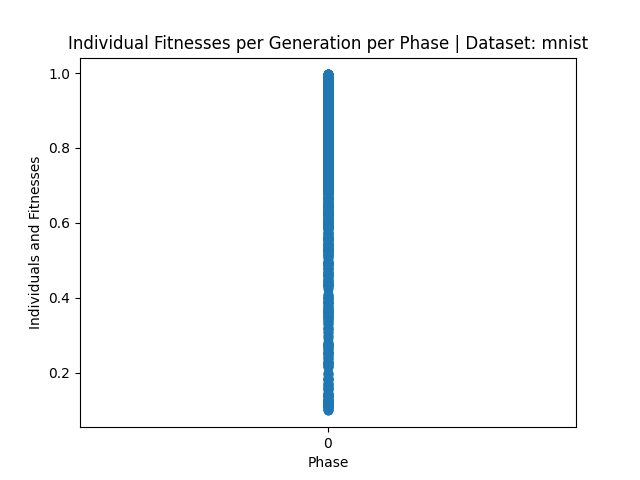 Individual Fitnesses per Generation per Phase | Dataset: mnist
1.0
0.8
0.6
0.4
0.2
Individuals and Fitnesses
0
Phase